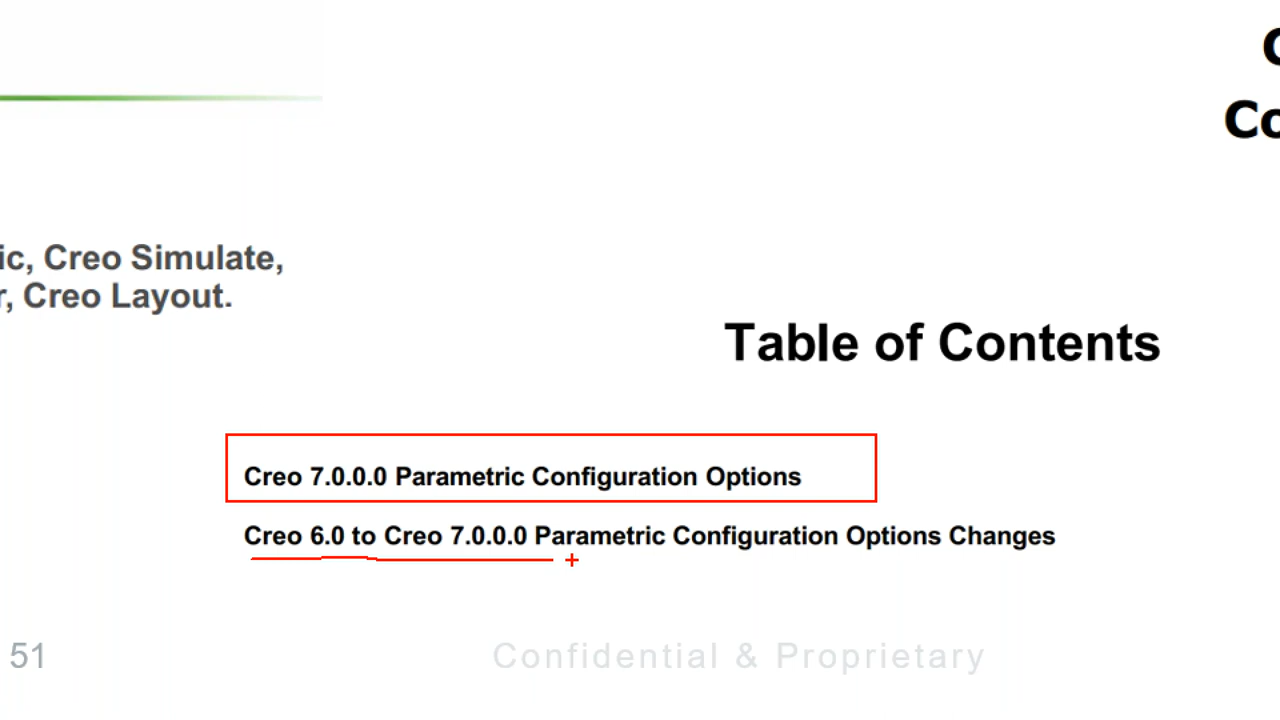 ic, Creo Simulate,
r, Creo Layout.
Co
Table of Contents
Creo 7.0.0.0 Parametric Configuration Options
Creo 6.0 to Creo 7.0.0.0 Parametric Configuration Options Changes
51
Confidential & Proprietary